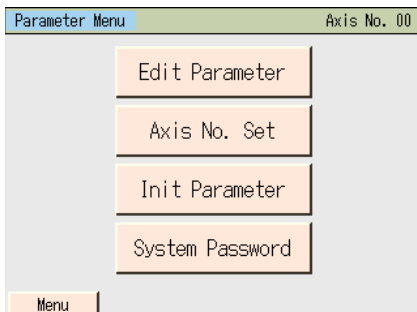 Parameter Menu Axis No. 00
Edit Parameter
Axis No. Set
Init Parameter
System Password
Menu